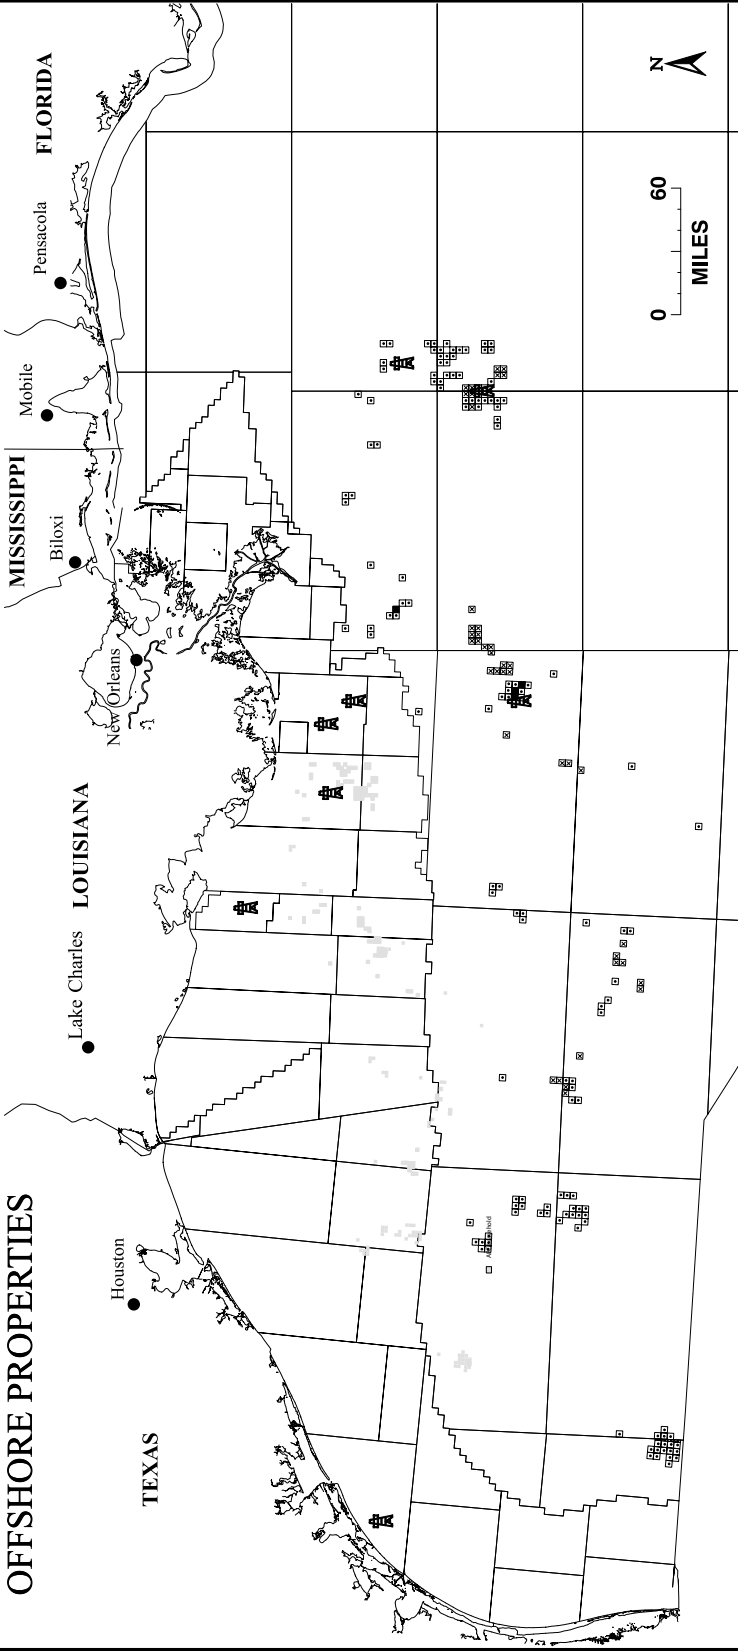 OFFSHORE PROPERTIES
TEXAS
Houston
Lake Charles
LOUISIANA
New Orleans
MISSISSIPPI
Biloxi
Mobile
Pensacola
FLORIDA
N
0 60
MILES